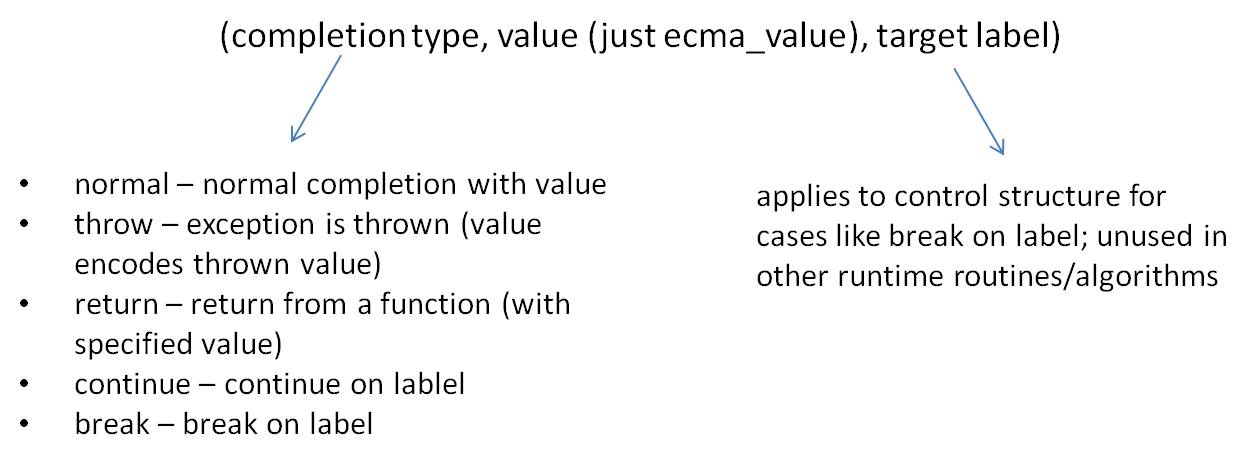 (completion type, value (just ecma_value), target label)
• normal – normal completion with value
• throw – exception is thrown (value
encodes thrown value)
• return – return from a function (with
specified value)
• continue – continue on lablel
• break – break on label
applies to control structure for
cases like break on label; unused in
other runtime routines/algorithms